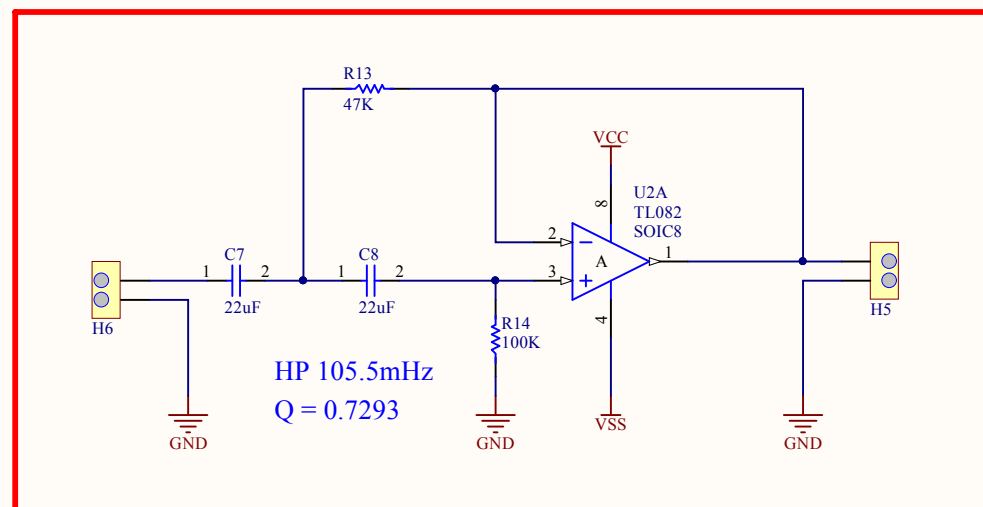 R13
47K
VCC
8
U2A
TL082
SOIC8
2
1
A
3
4
C7
1
2
22uF
C8
1
2
22uF
H6
H5
R14
100K
HP 105.5mHz
Q = 0.7293
GND
GND
VSS
GND